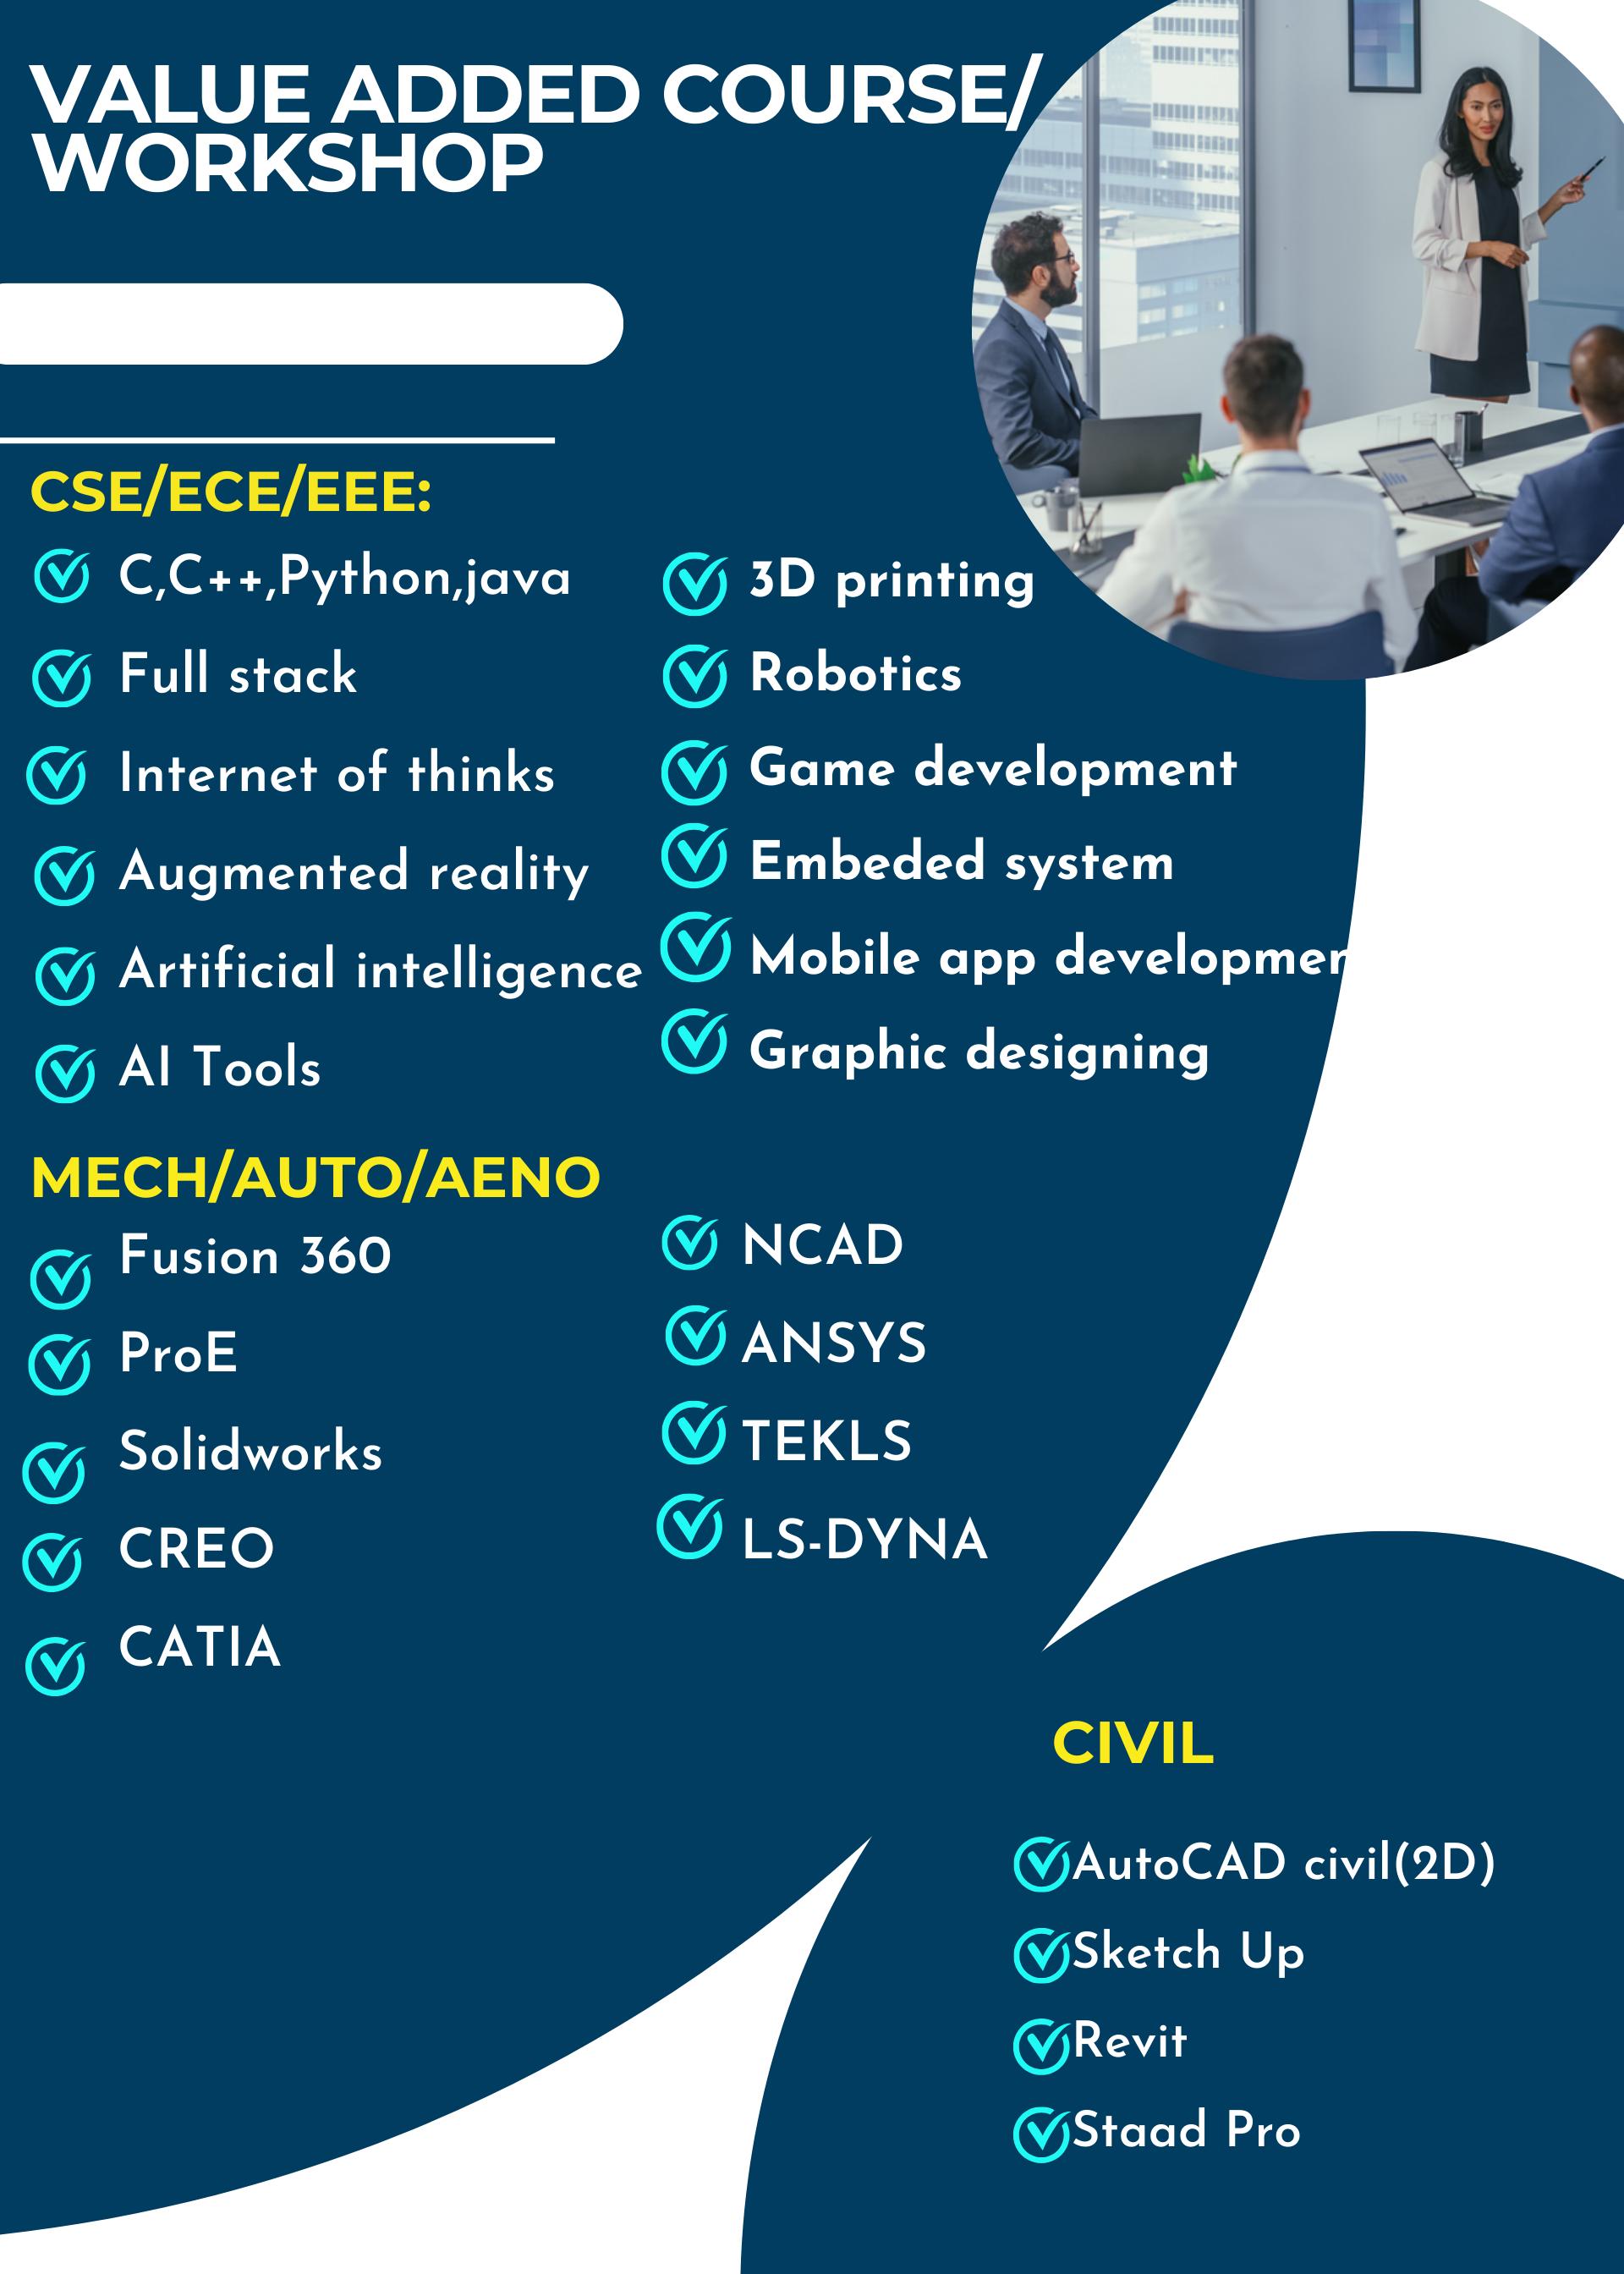 VALUE ADDED COURSE/
WORKSHOP
CSE/ECE/EEE:
C,C++,Python,java
Full stack
Internet of thinks
Augmented reality
Artificial intelligence
AI Tools
3D printing
Robotics
Game development
Embeded system
Mobile app developmen
Graphic designing
MECH/AUTO/AENO
Fusion 360
ProE
Solidworks
CREO
CATIA
NCAD
ANSYS
TEKLS
LS-DYNA
CIVIL
AutoCAD civil(2D)
Sketch Up
Revit
Staad Pro